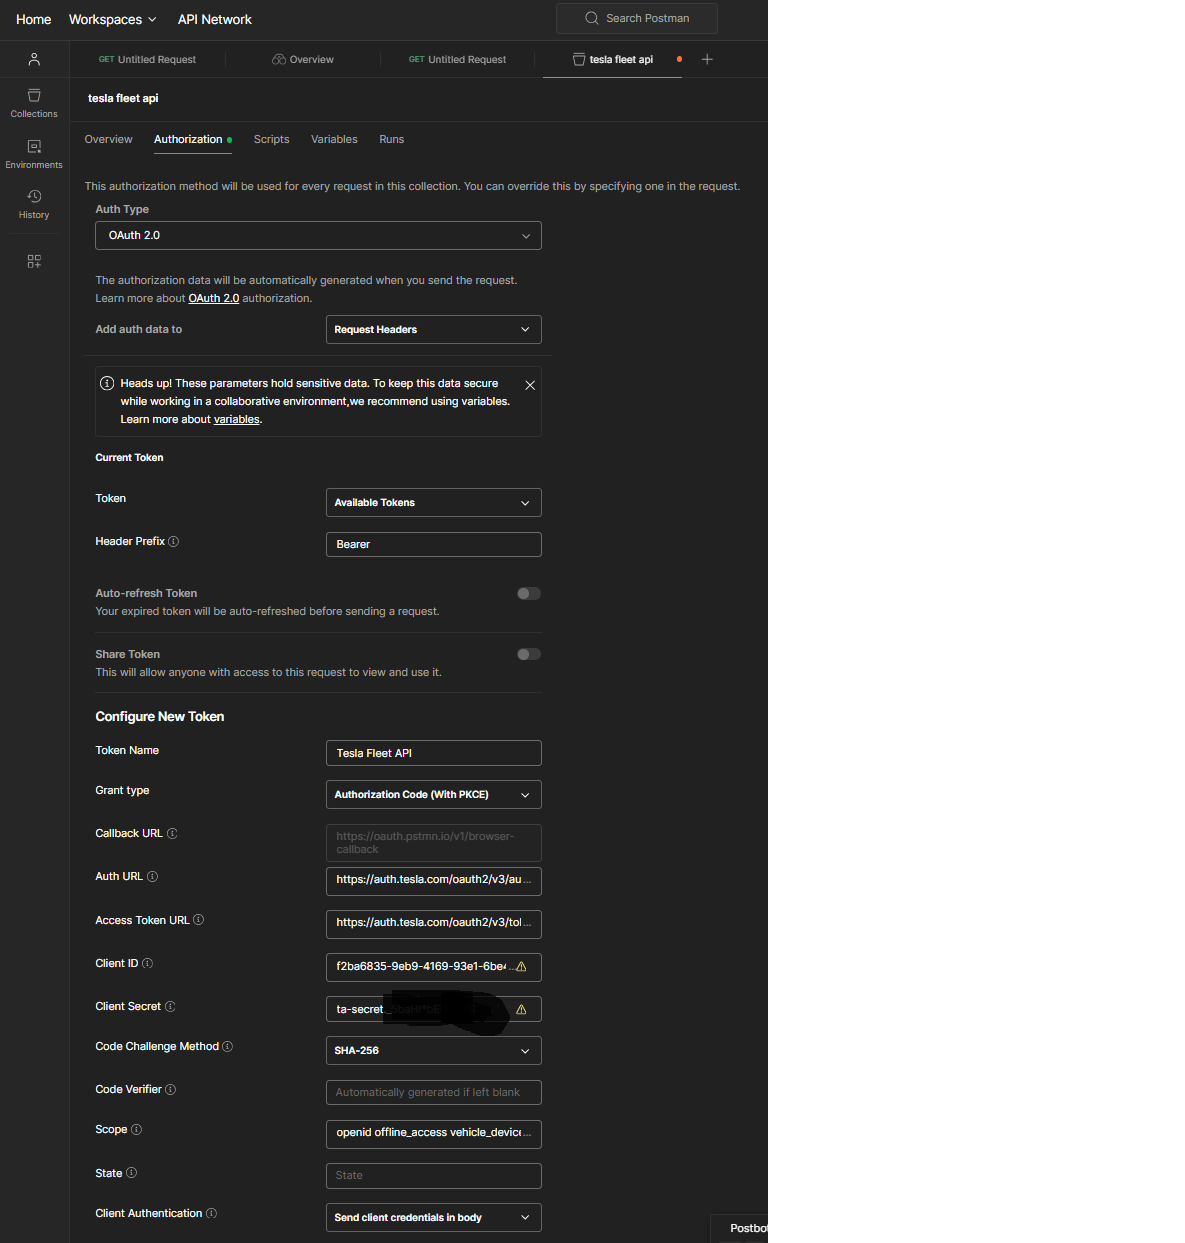 Home Workspaces API Network Search Postman
GET Untitled Request Overview GET Untitled Request tesla fleet api
tesla fleet api
Collections
Environments
History
Overview Authorization Scripts Variables Runs
This authorization method will be used for every request in this collection. You can override this by specifying one in the request.
Auth Type
OAuth 2.0
The authorization data will be automatically generated when you send the request.
Learn more about OAuth 2.0 authorization.
Add auth data to Request Headers
Heads up! These parameters hold sensitive data. To keep this data secure
while working in a collaborative environment,we recommend using variables.
Learn more about variables.
Current Token
Token Available Tokens
Header Prefix Bearer
Auto-refresh Token
Your expired token will be auto-refreshed before sending a request.
Share Token
This will allow anyone with access to this request to view and use it.
Configure New Token
Token Name Tesla Fleet API
Grant type Authorization Code (With PKCE)
Callback URL https://oauth.pstmn.io/v1/browser-
callback
Auth URL https://auth.tesla.com/oauth2/v3/au...
Access Token URL https://auth.tesla.com/oauth2/v3/tol...
Client ID f2ba6835-9eb9-4169-93e1-6be4...
Client Secret ta-secret.
Code Challenge Method SHA-256
Code Verifier Automatically generated if left blank
Scope openid offline_access vehicle_device...
State State
Client Authentication Send client credentials in body
Postbot